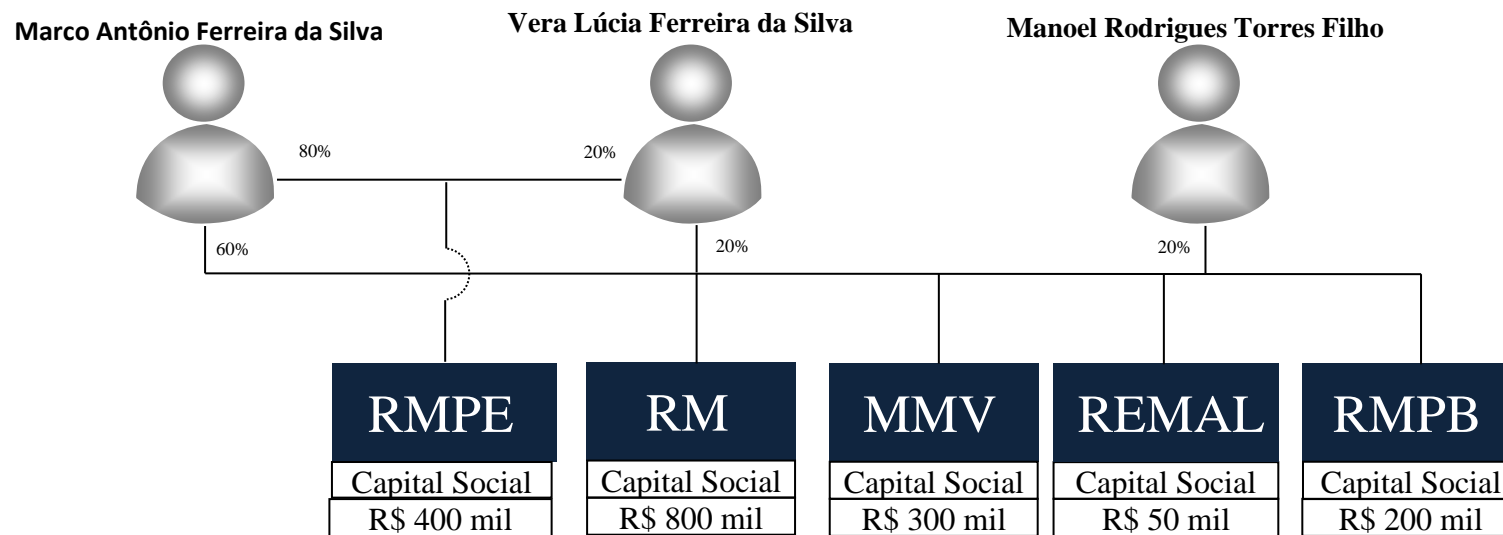 Marco Antônio Ferreira da Silva
Vera Lúcia Ferreira da Silva
Manoel Rodrigues Torres Filho
80%
20%
60%
20%
20%
RMPE
RM
MMV
REMAL
RMPB
Capital Social
Capital Social
Capital Social
Capital Social
Capital Social
R$ 400 mil
R$ 800 mil
R$ 300 mil
R$ 50 mil
R$ 200 mil